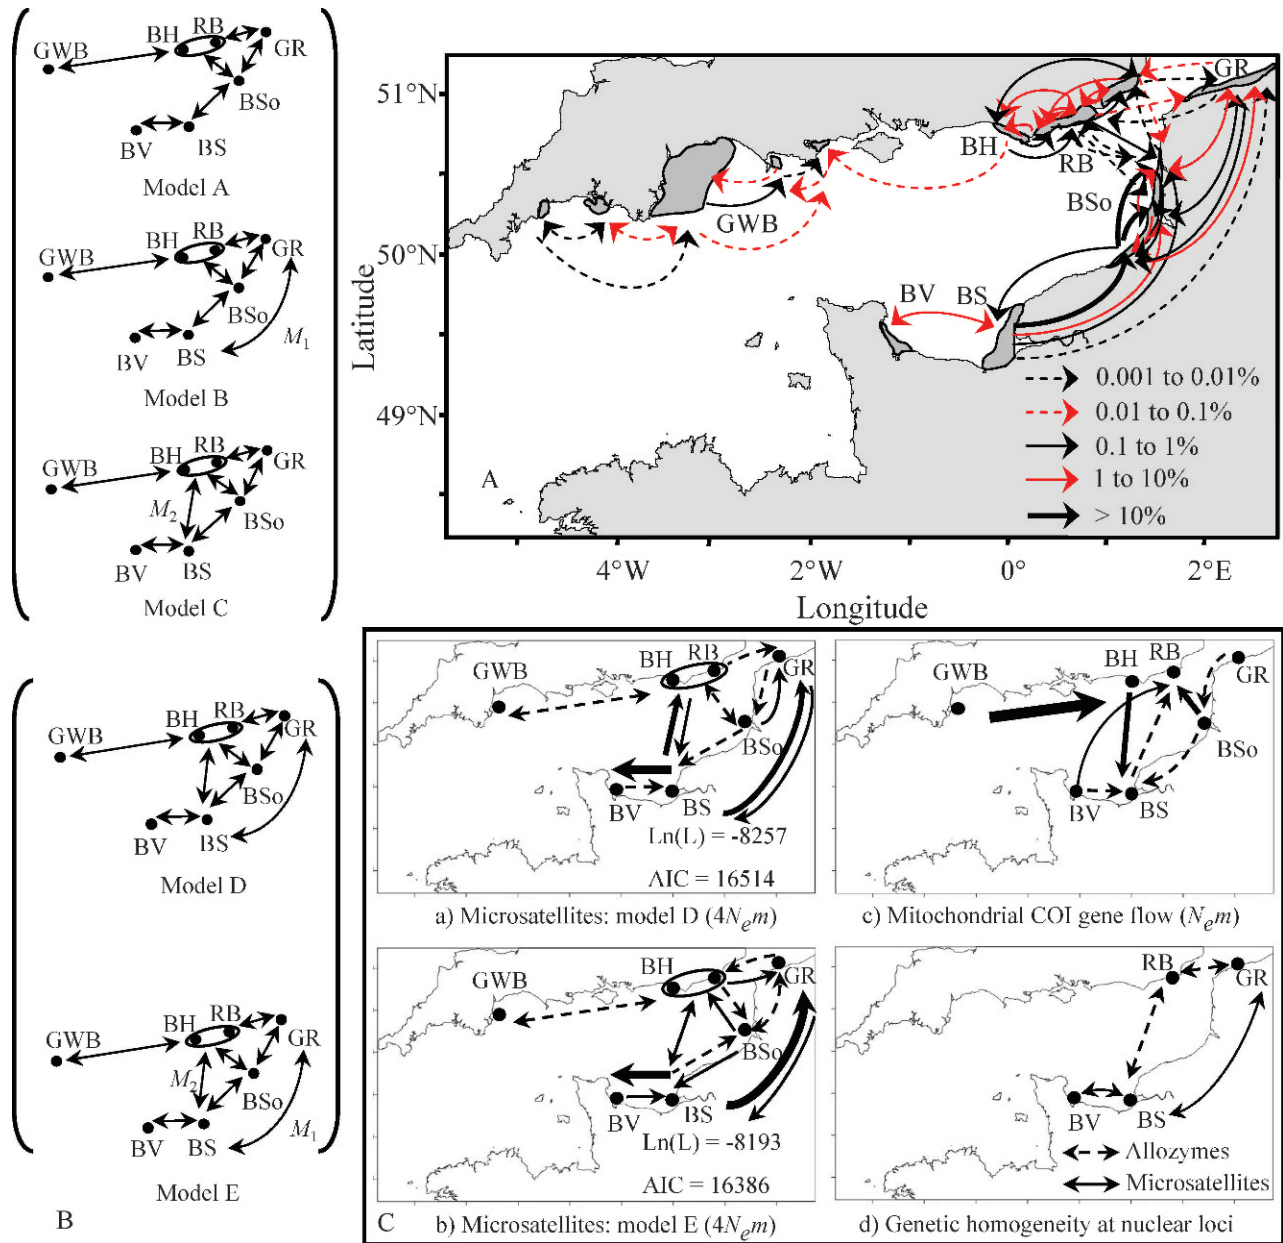 GWB
BH
RB
GR
BSo
BV
BS
Model A
GWB
BH
RB
GR
BSo
BV
BS
M1
Model B
GWB
BH
RB
GR
M2
BSo
BV
BS
Model C
GWB
BH
RB
GR
BSo
BV
BS
Model D
GWB
BH
RB
GR
M2
BSo
BV
BS
M1
Model E
B
Latitude
51°N
50°N
49°N
GR
BH
RB
BSo
GWB
BV
BS
0.001 to 0.01%
0.01 to 0.1%
0.1 to 1%
1 to 10%
> 10%
A
4°W
2°W
0°
2°E
Longitude
GWB
BH
RB
GR
BSo
BV
BS
Ln(L) = -8257
AIC = 16514
a) Microsatellites: model D (4Nem)
GWB
BH
RB
GR
BSo
BV
BS
c) Mitochondrial COI gene flow (Nem)
GWB
BH
RB
GR
BSo
BV
BS
Ln(L) = -8193
AIC = 16386
C
b) Microsatellites: model E (4Nem)
RB
GR
BV
BS
Allozymes
Microsatellites
d) Genetic homogeneity at nuclear loci